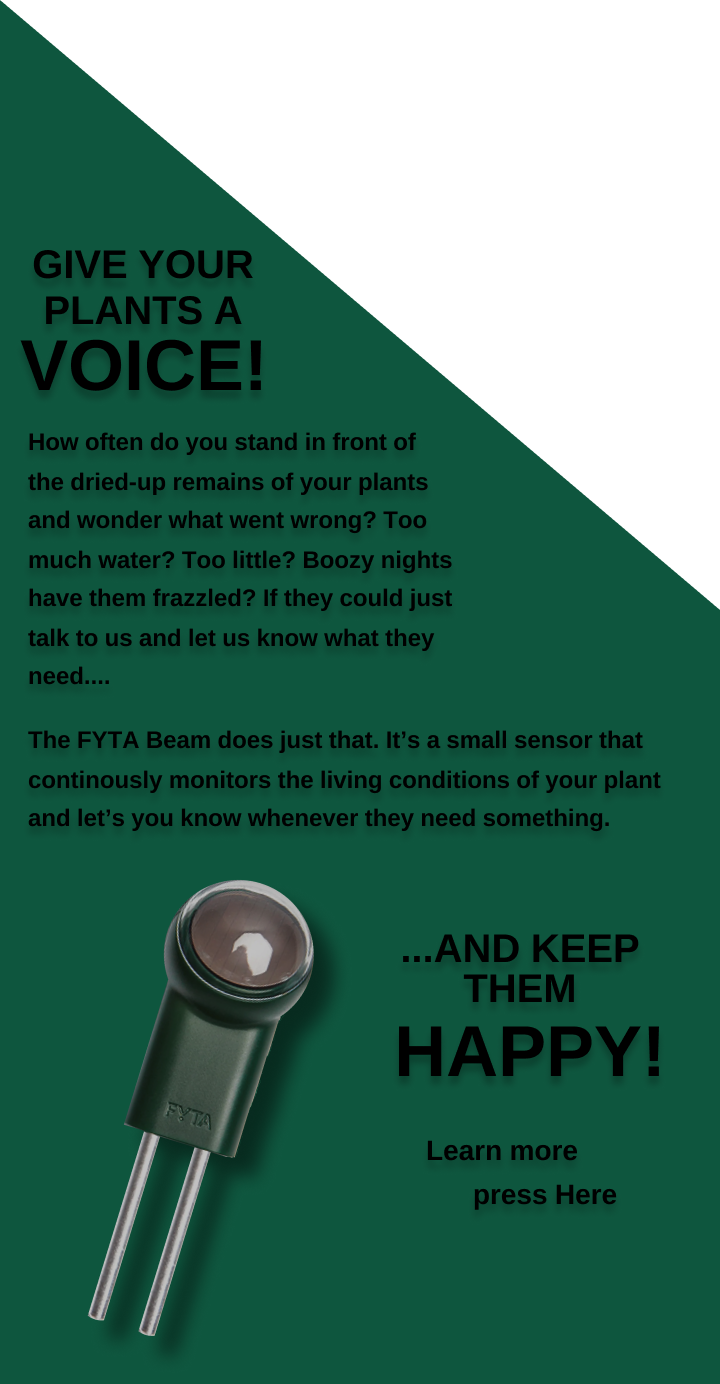 GIVE YOUR
PLANTS A
VOICE!
How often do you stand in front of
the dried-up remains of your plants
and wonder what went wrong? Too
much water? Too little? Boozy nights
have them frazzled? If they could just
talk to us and let us know what they
need....
The FYTA Beam does just that. It’s a small sensor that
continously monitors the living conditions of your plant
and let’s you know whenever they need something.
...AND KEEP
THEM
HAPPY!
FYTA
Learn more
press Here